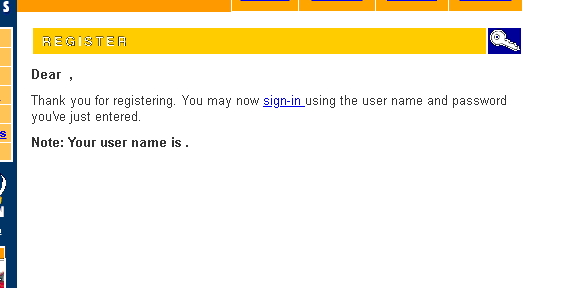 S
REGISTER
Dear ,
Thank you for registering. You may now sign-in using the user name and password
you've just entered.
s
Note: Your user name is .
N